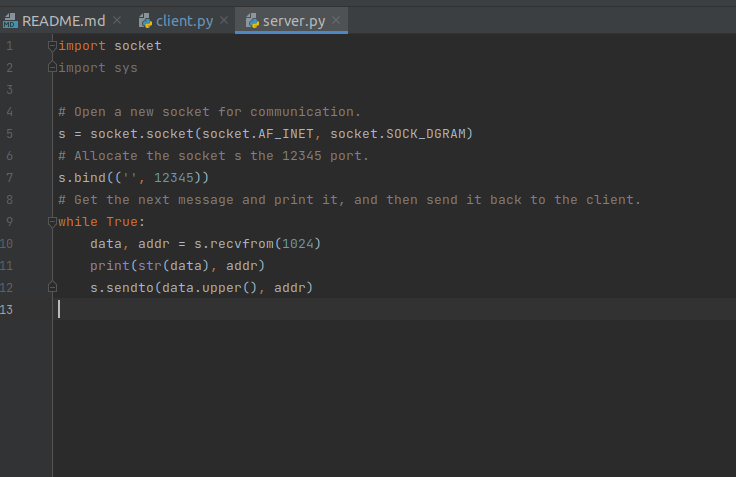 README.md client.py server.py
1 import socket
2 import sys
3
4 # Open a new socket for communication.
5 s = socket.socket(socket.AF_INET, socket.SOCK_DGRAM)
6 # Allocate the socket s the 12345 port.
7 s.bind(('', 12345))
8 # Get the next message and print it, and then send it back to the client.
9 while True:
10     data, addr = s.recvfrom(1024)
11     print(str(data), addr)
12     s.sendto(data.upper(), addr)
13